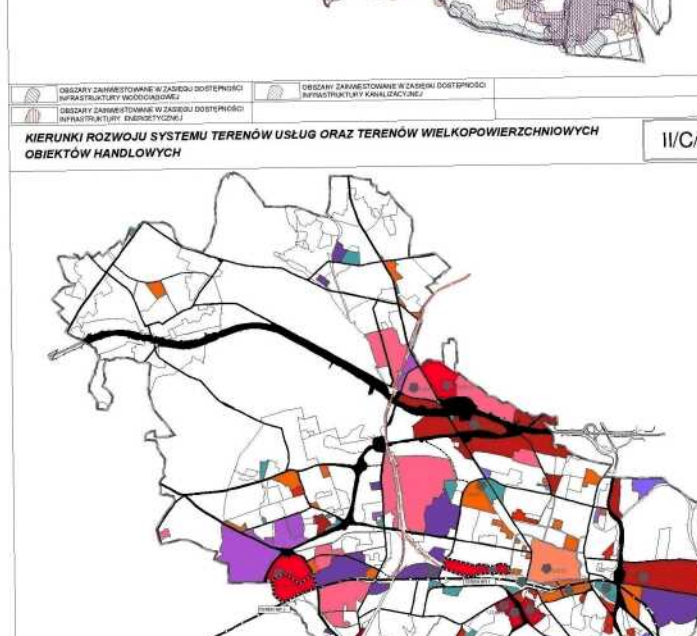 OBSZARY ZAINWESTOWANE W ZASIĘGU DOSTĘPNOŚCI
INFRASTRUKTURY WODOCIĄGOWEJ
OBSZARY ZAINWESTOWANE W ZASIĘGU DOSTĘPNOŚCI
INFRASTRUKTURY KANALIZACYJNEJ
OBSZARY ZAINWESTOWANE W ZASIĘGU DOSTĘPNOŚCI
INFRASTRUKTURY ENERGETYCZNEJ
KIERUNKI ROZWOJU SYSTEMU TERENÓW USŁUG ORAZ TERENÓW WIELKOPOWIERZCHNIOWYCH
OBIEKTÓW HANDLOWYCH
II/C/